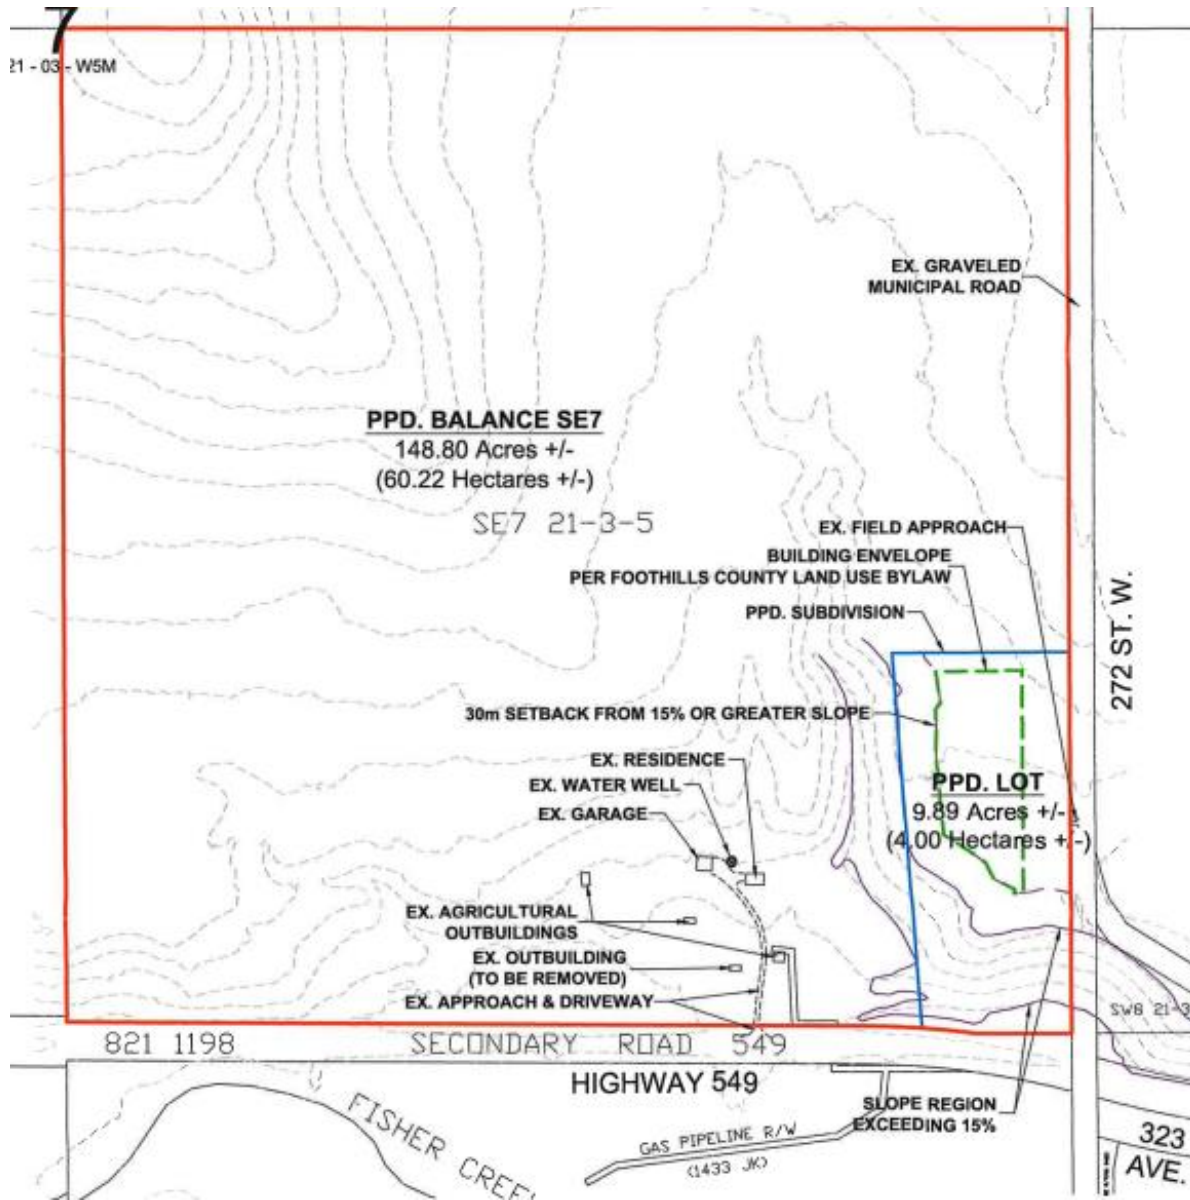 7
21 - 03 - W5M
EX. GRAVELED
MUNICIPAL ROAD
PPD. BALANCE SE7
148.80 Acres +/-
(60.22 Hectares +/-)
SE7 21-3-5
EX. FIELD APPROACH
BUILDING ENVELOPE
PER FOOTHILLS COUNTY LAND USE BYLAW
PPD. SUBDIVISION
272 ST. W.
30m SETBACK FROM 15% OR GREATER SLOPE
EX. RESIDENCE
EX. WATER WELL
EX. GARAGE
PPD. LOT
9.89 Acres +/-
(4.00 Hectares +/-)
EX. AGRICULTURAL
OUTBUILDINGS
EX. OUTBUILDING
(TO BE REMOVED)
EX. APPROACH & DRIVEWAY
SW8 21-3
821 1198
SECONDARY ROAD 549
HIGHWAY 549
SLOPE REGION
EXCEEDING 15%
FISHER CREEK
GAS PIPELINE R/W
(1433 JK)
323
AVE.